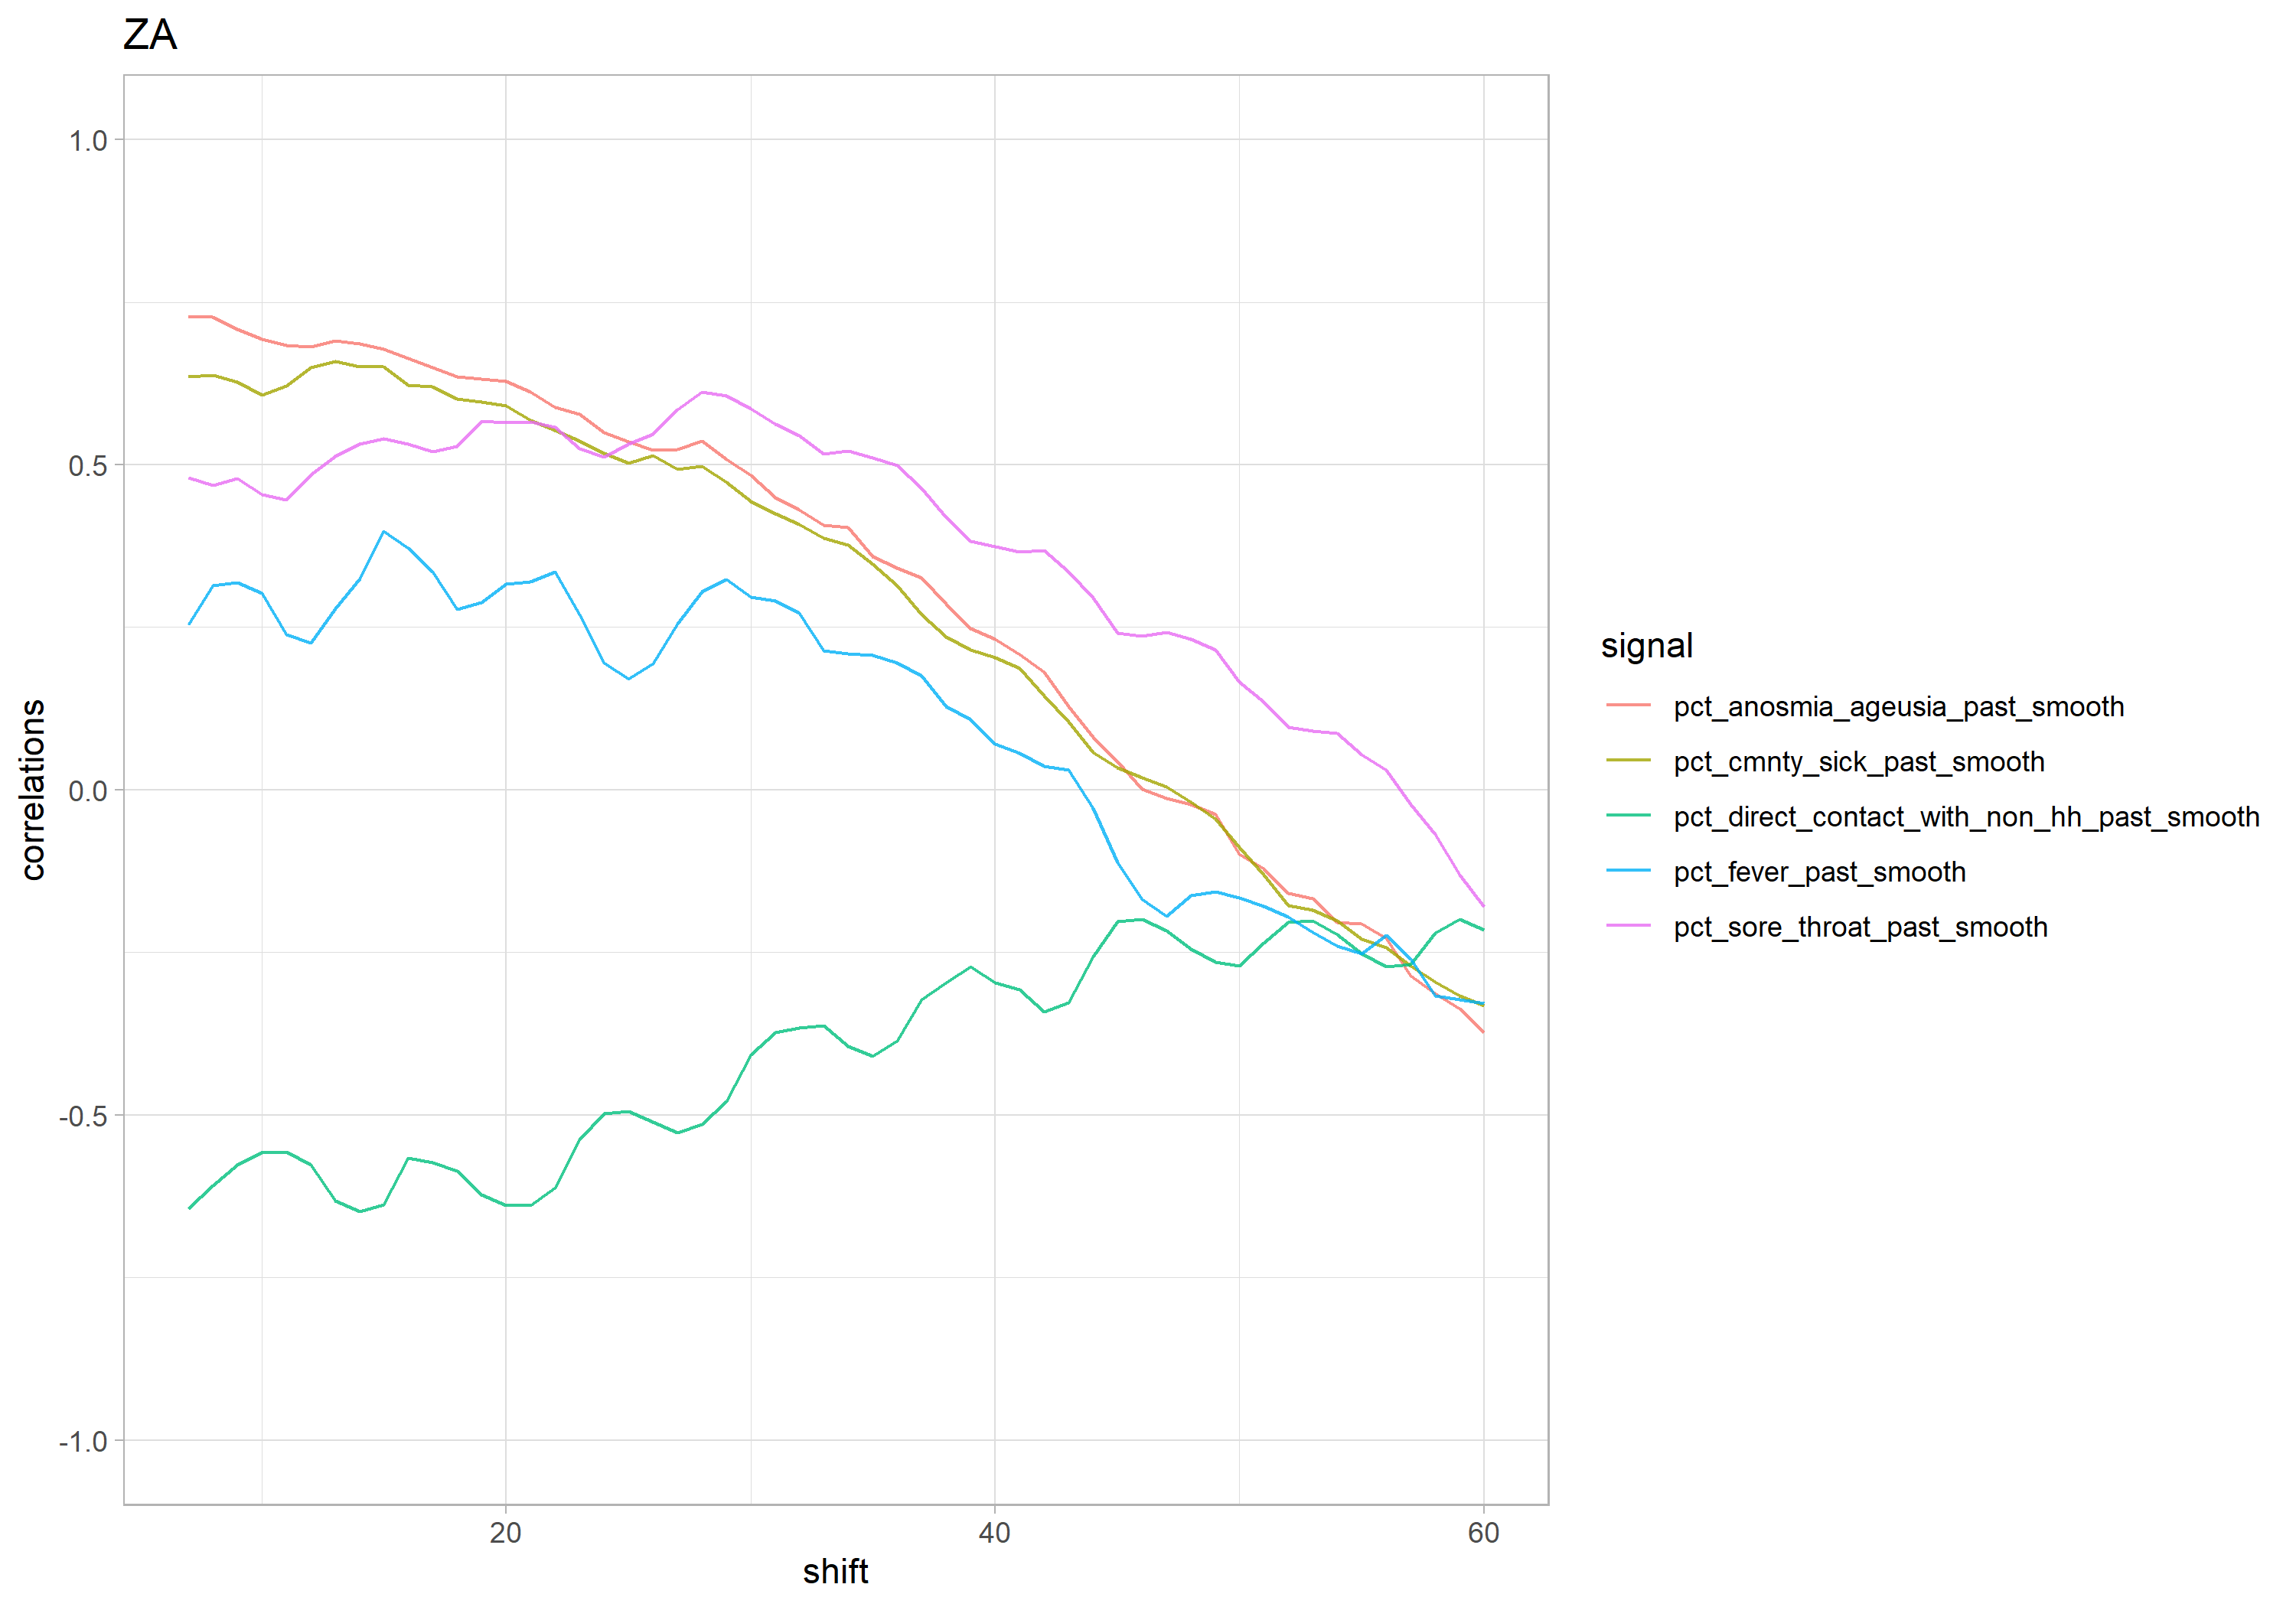 ZA
1.0
0.5
0.0
-0.5
-1.0
correlations
20 40 60
shift
signal
pct_anosmia_ageusia_past_smooth
pct_cmnty_sick_past_smooth
pct_direct_contact_with_non_hh_past_smooth
pct_fever_past_smooth
pct_sore_throat_past_smooth